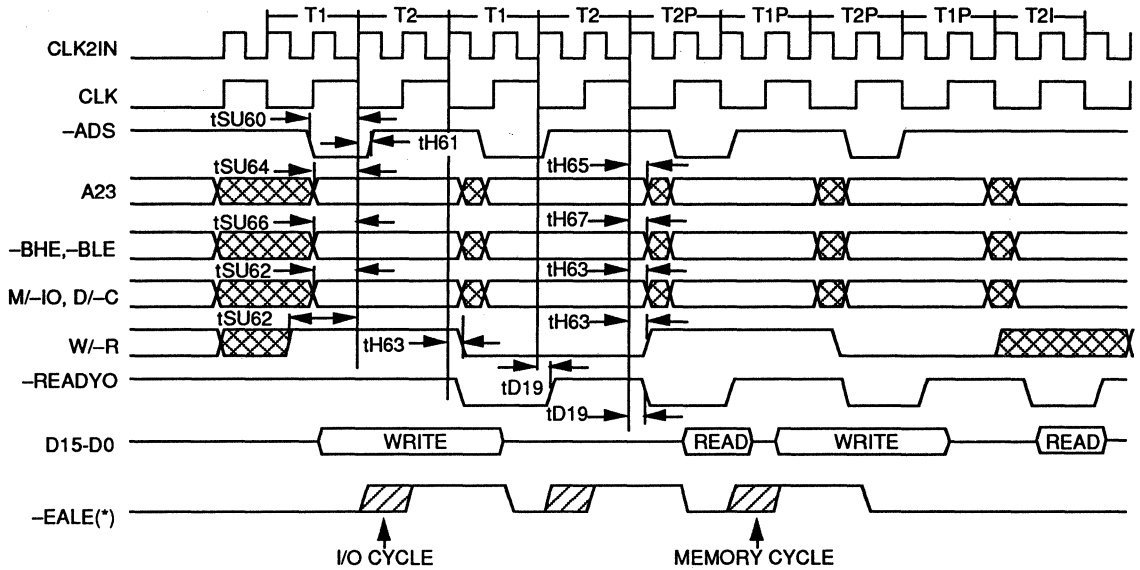 T1 T2 T1 T2 T2P T1P T2P T1P T2I
CLK2IN
CLK
tSU60
–ADS
tH61
tSU64
tH65
A23
tSU66
tH67
–BHE,–BLE
tSU62
tH63
M/–IO, D/–C
tSU62
tH63
W/–R
tH63
–READYO
tD19
tD19
D15-D0
WRITE READ WRITE READ
–EALE(*)
I/O CYCLE MEMORY CYCLE